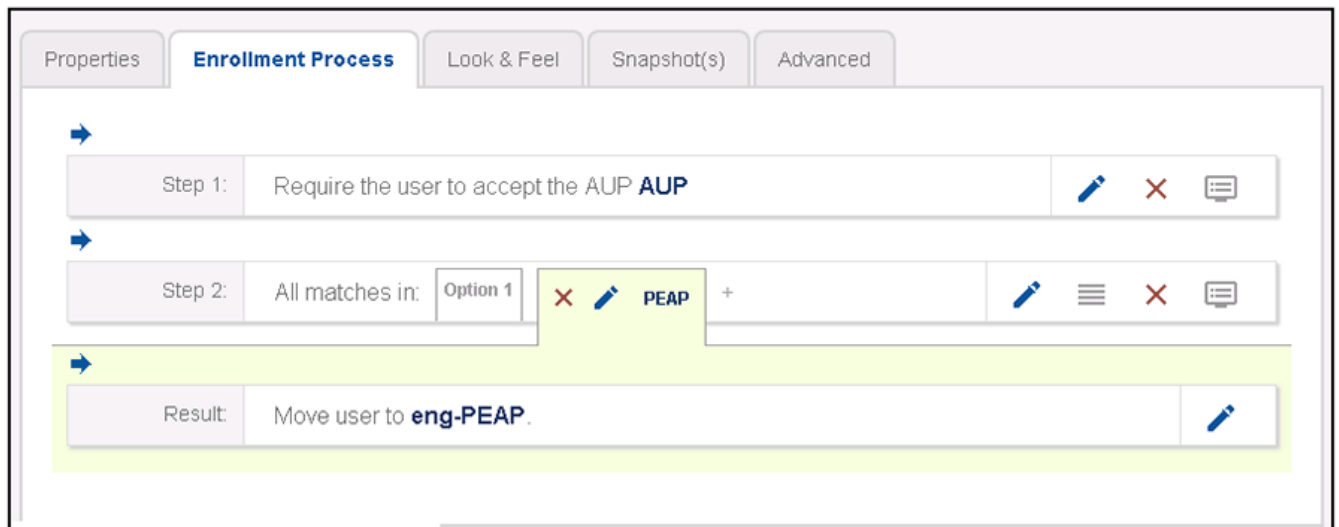 Properties Enrollment Process Look & Feel Snapshot(s) Advanced
Step 1: Require the user to accept the AUP AUP
Step 2: All matches in: Option 1 PEAP +
Result: Move user to eng-PEAP.